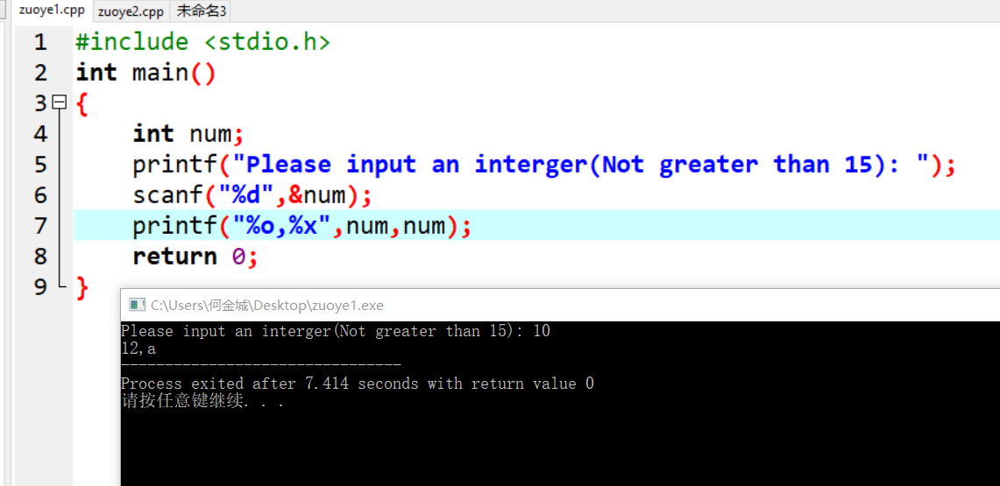 zuoye1.cpp zuoye2.cpp 未命名3
1 #include <stdio.h>
2 int main()
3 {
4 int num;
5 printf("Please input an interger(Not greater than 15): ");
6 scanf("%d",&num);
7 printf("%o,%x",num,num);
8 return 0;
9 }
C:\Users\何金城\Desktop\zuoye1.exe
Please input an interger(Not greater than 15): 10
12,a
--------------------------------
Process exited after 7.414 seconds with return value 0
请按任意键继续. . .